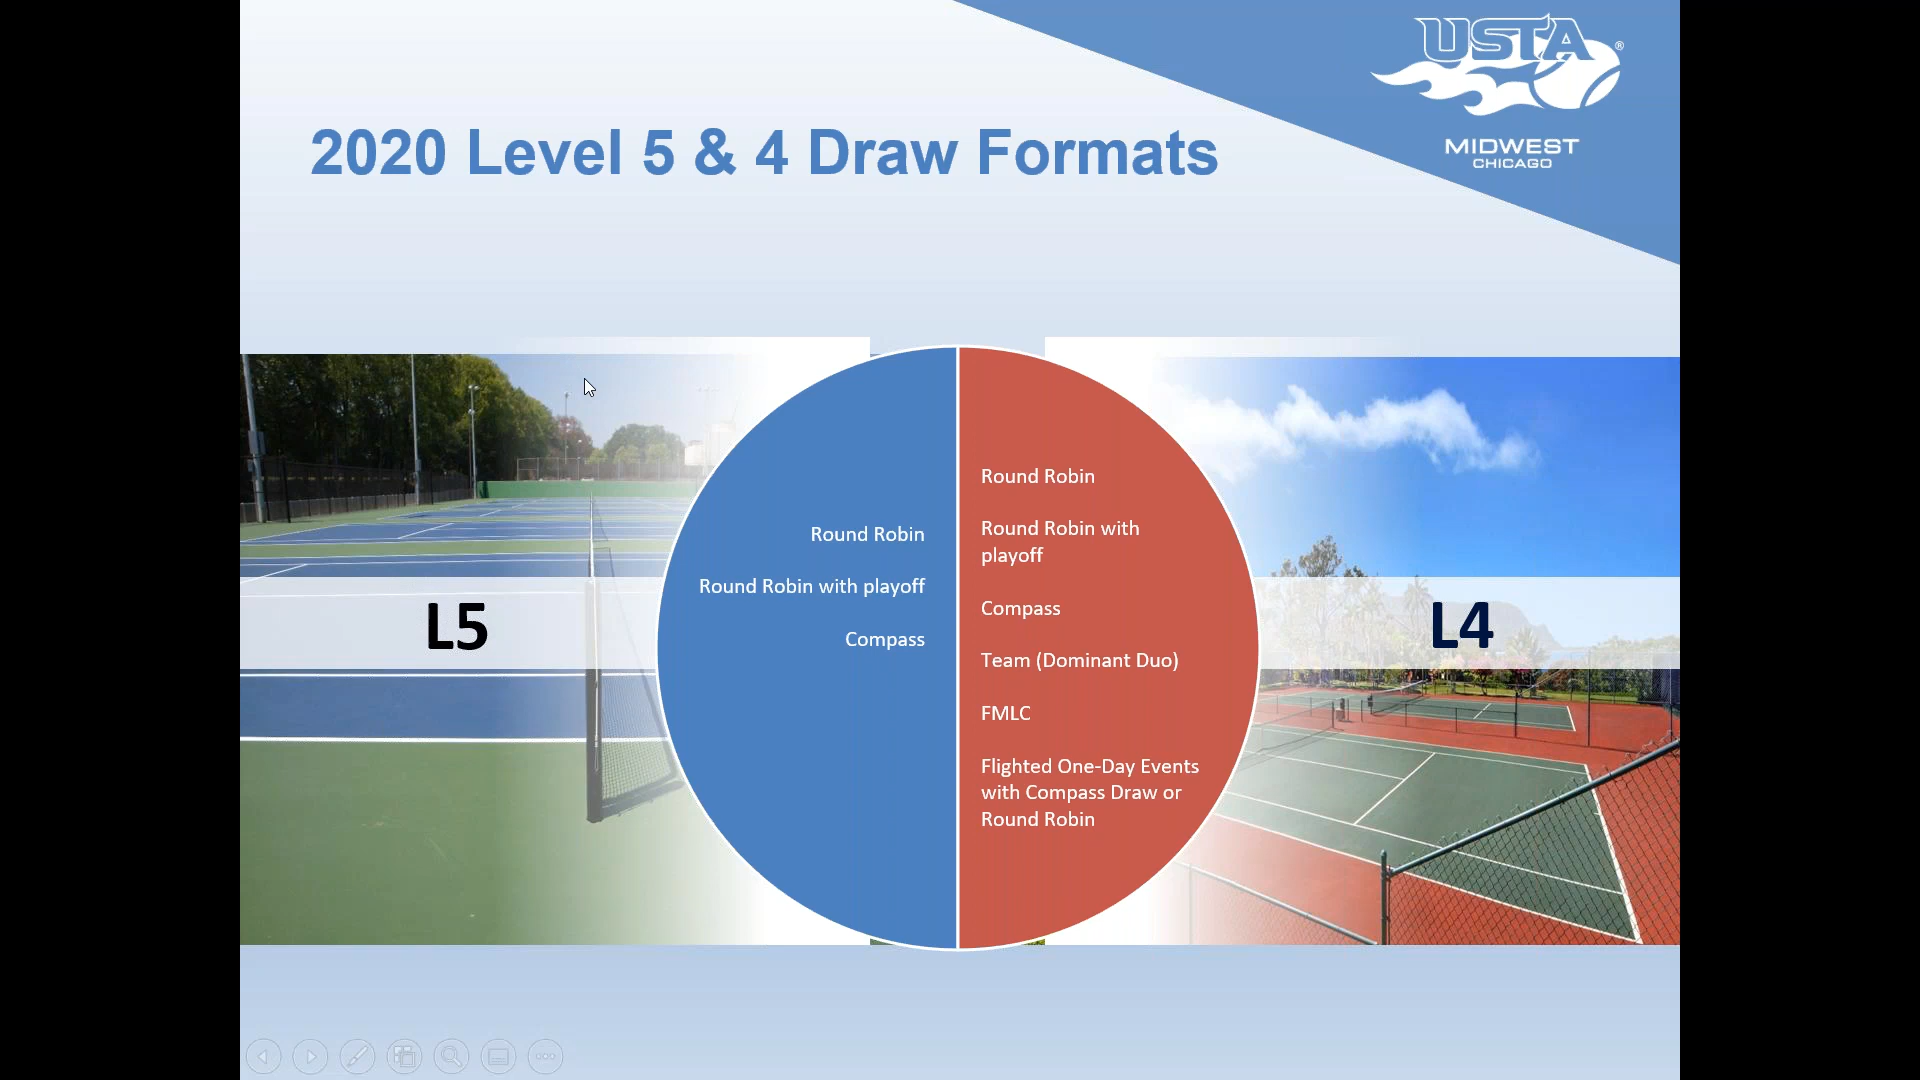 USTA®
MIDWEST
CHICAGO
2020 Level 5 & 4 Draw Formats
L5
Round Robin
Round Robin with playoff
Compass
Round Robin
Round Robin with
playoff
Compass
Team (Dominant Duo)
FMLC
Flighted One-Day Events
with Compass Draw or
Round Robin
L4